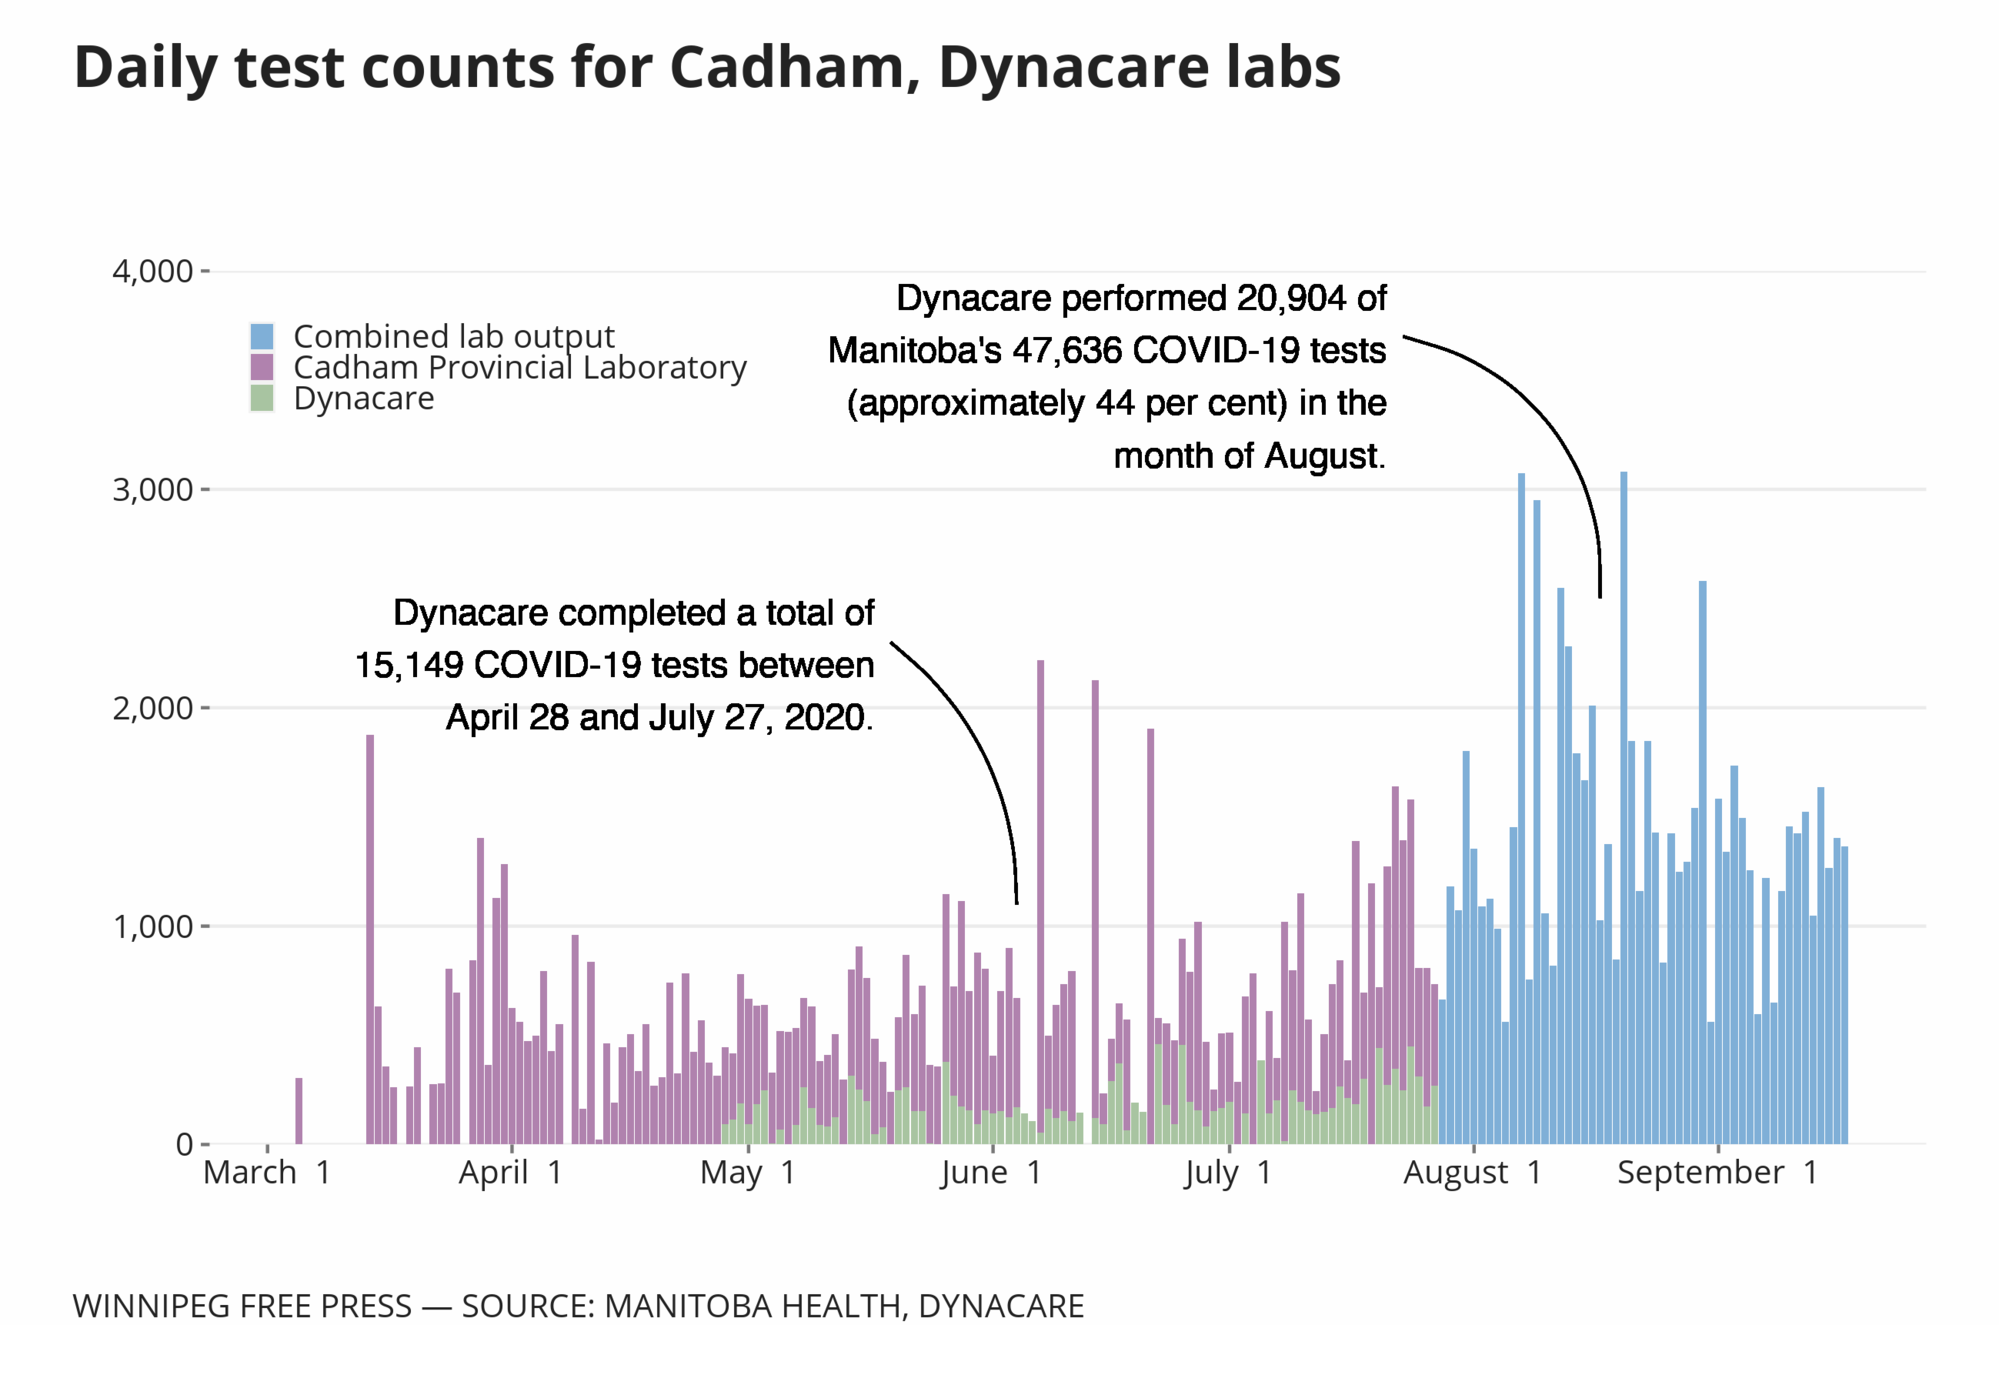 Daily test counts for Cadham, Dynacare labs
4,000
Dynacare performed 20,904 of
Manitoba's 47,636 COVID-19 tests
(approximately 44 per cent) in the
month of August.
Combined lab output
Cadham Provincial Laboratory
Dynacare
3,000
Dynacare completed a total of
15,149 COVID-19 tests between
April 28 and July 27, 2020.
2,000
1,000
0
March 1 April 1 May 1 June 1 July 1 August 1 September 1
WINNIPEG FREE PRESS — SOURCE: MANITOBA HEALTH, DYNACARE